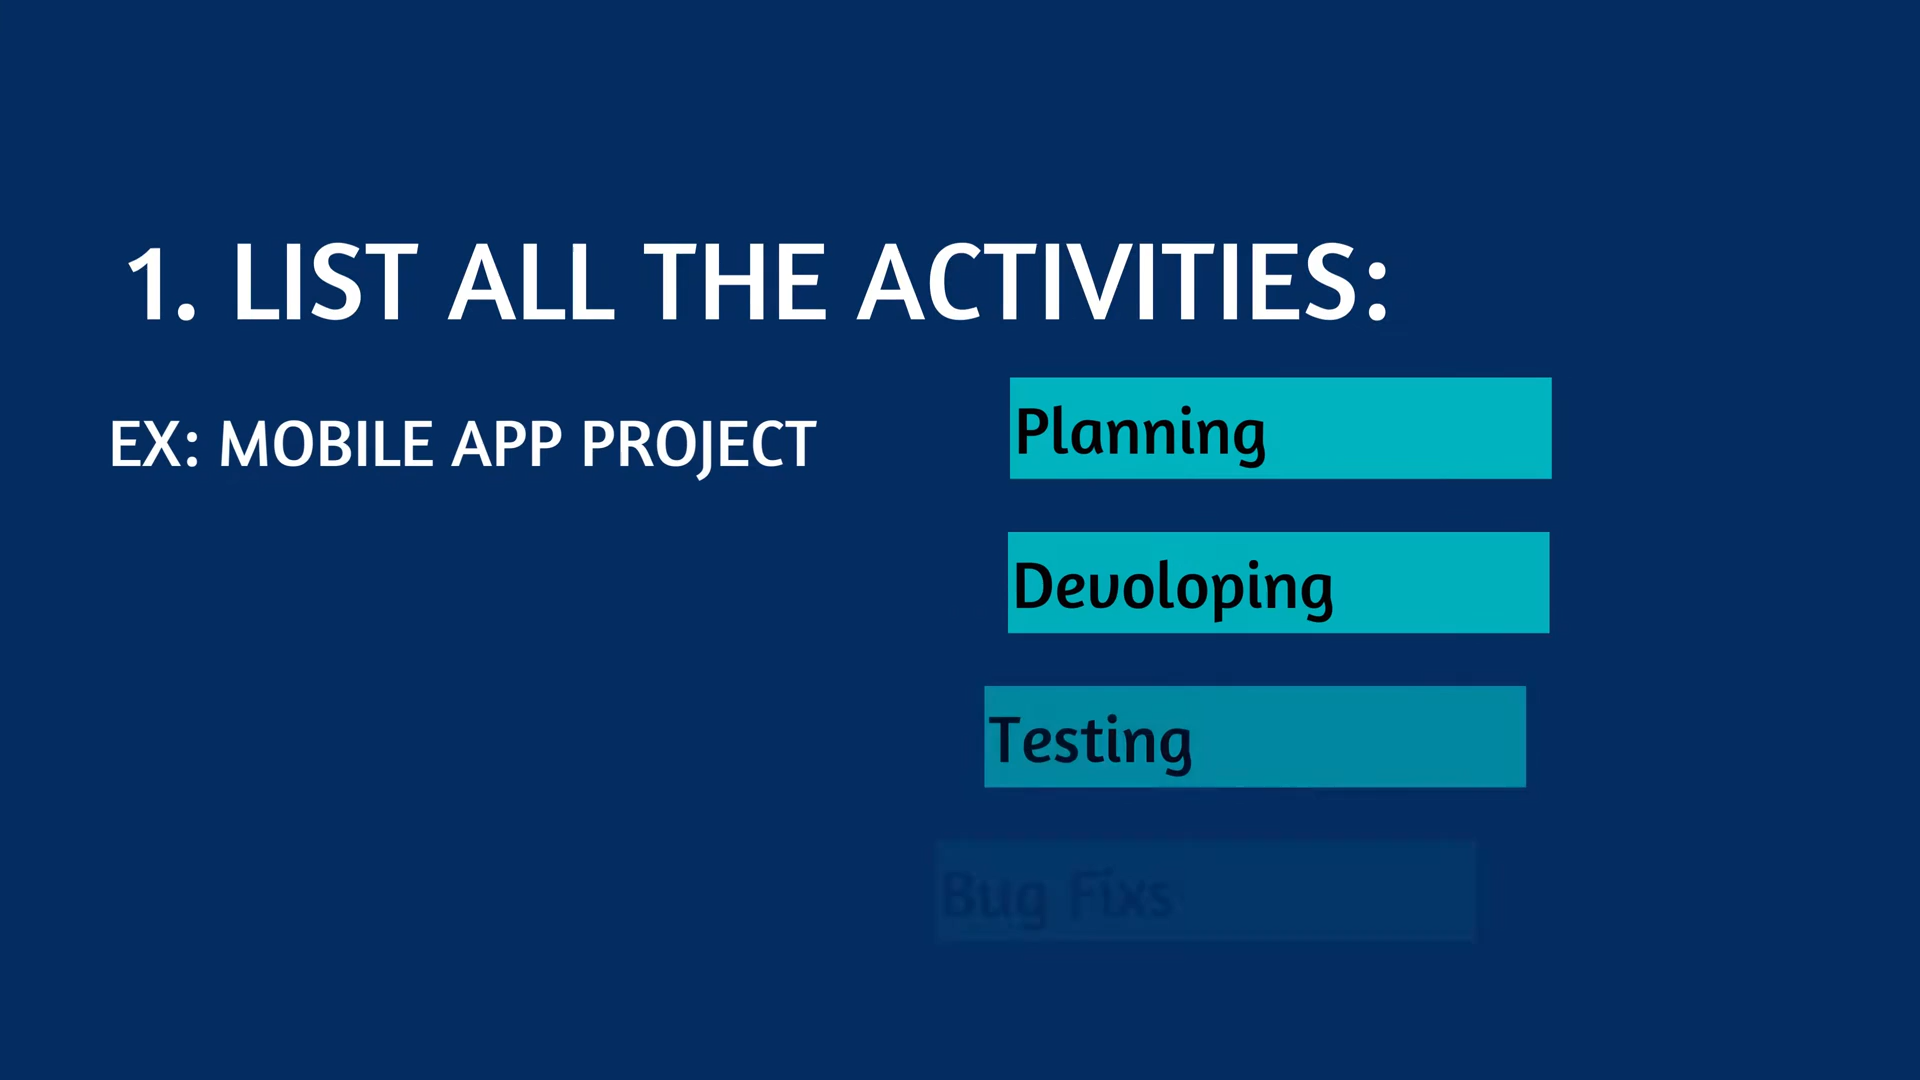 1. LIST ALL THE ACTIVITIES:
EX: MOBILE APP PROJECT
Planning
Devoloping
Testing
Bug Fixs